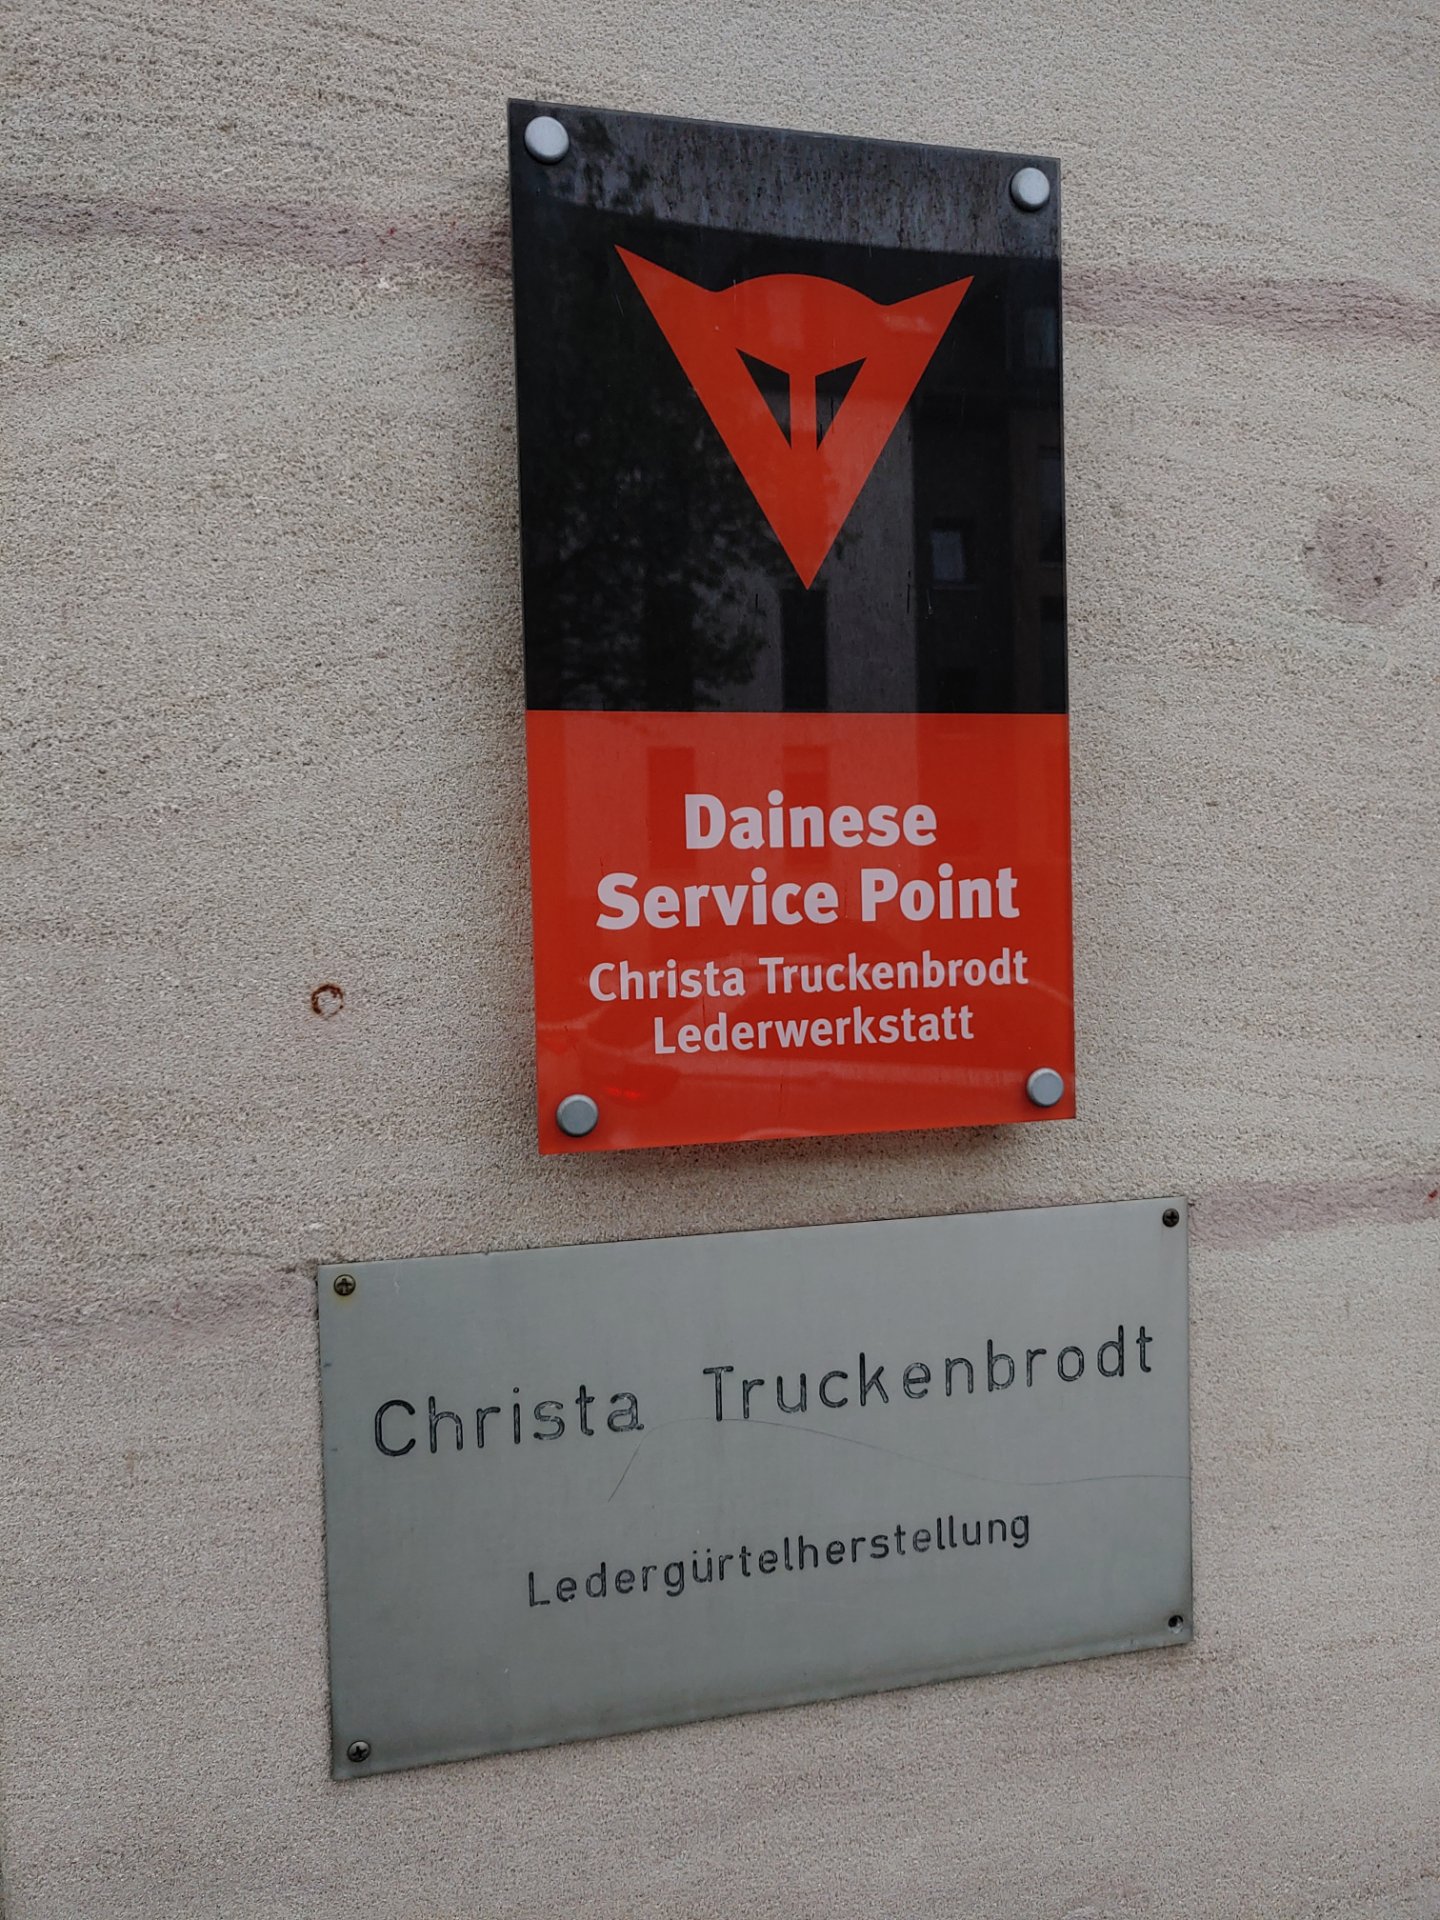 Dainese
Service Point
Christa Truckenbrodt
Lederwerkstatt
Christa Truckenbrodt
Ledergürtelherstellung